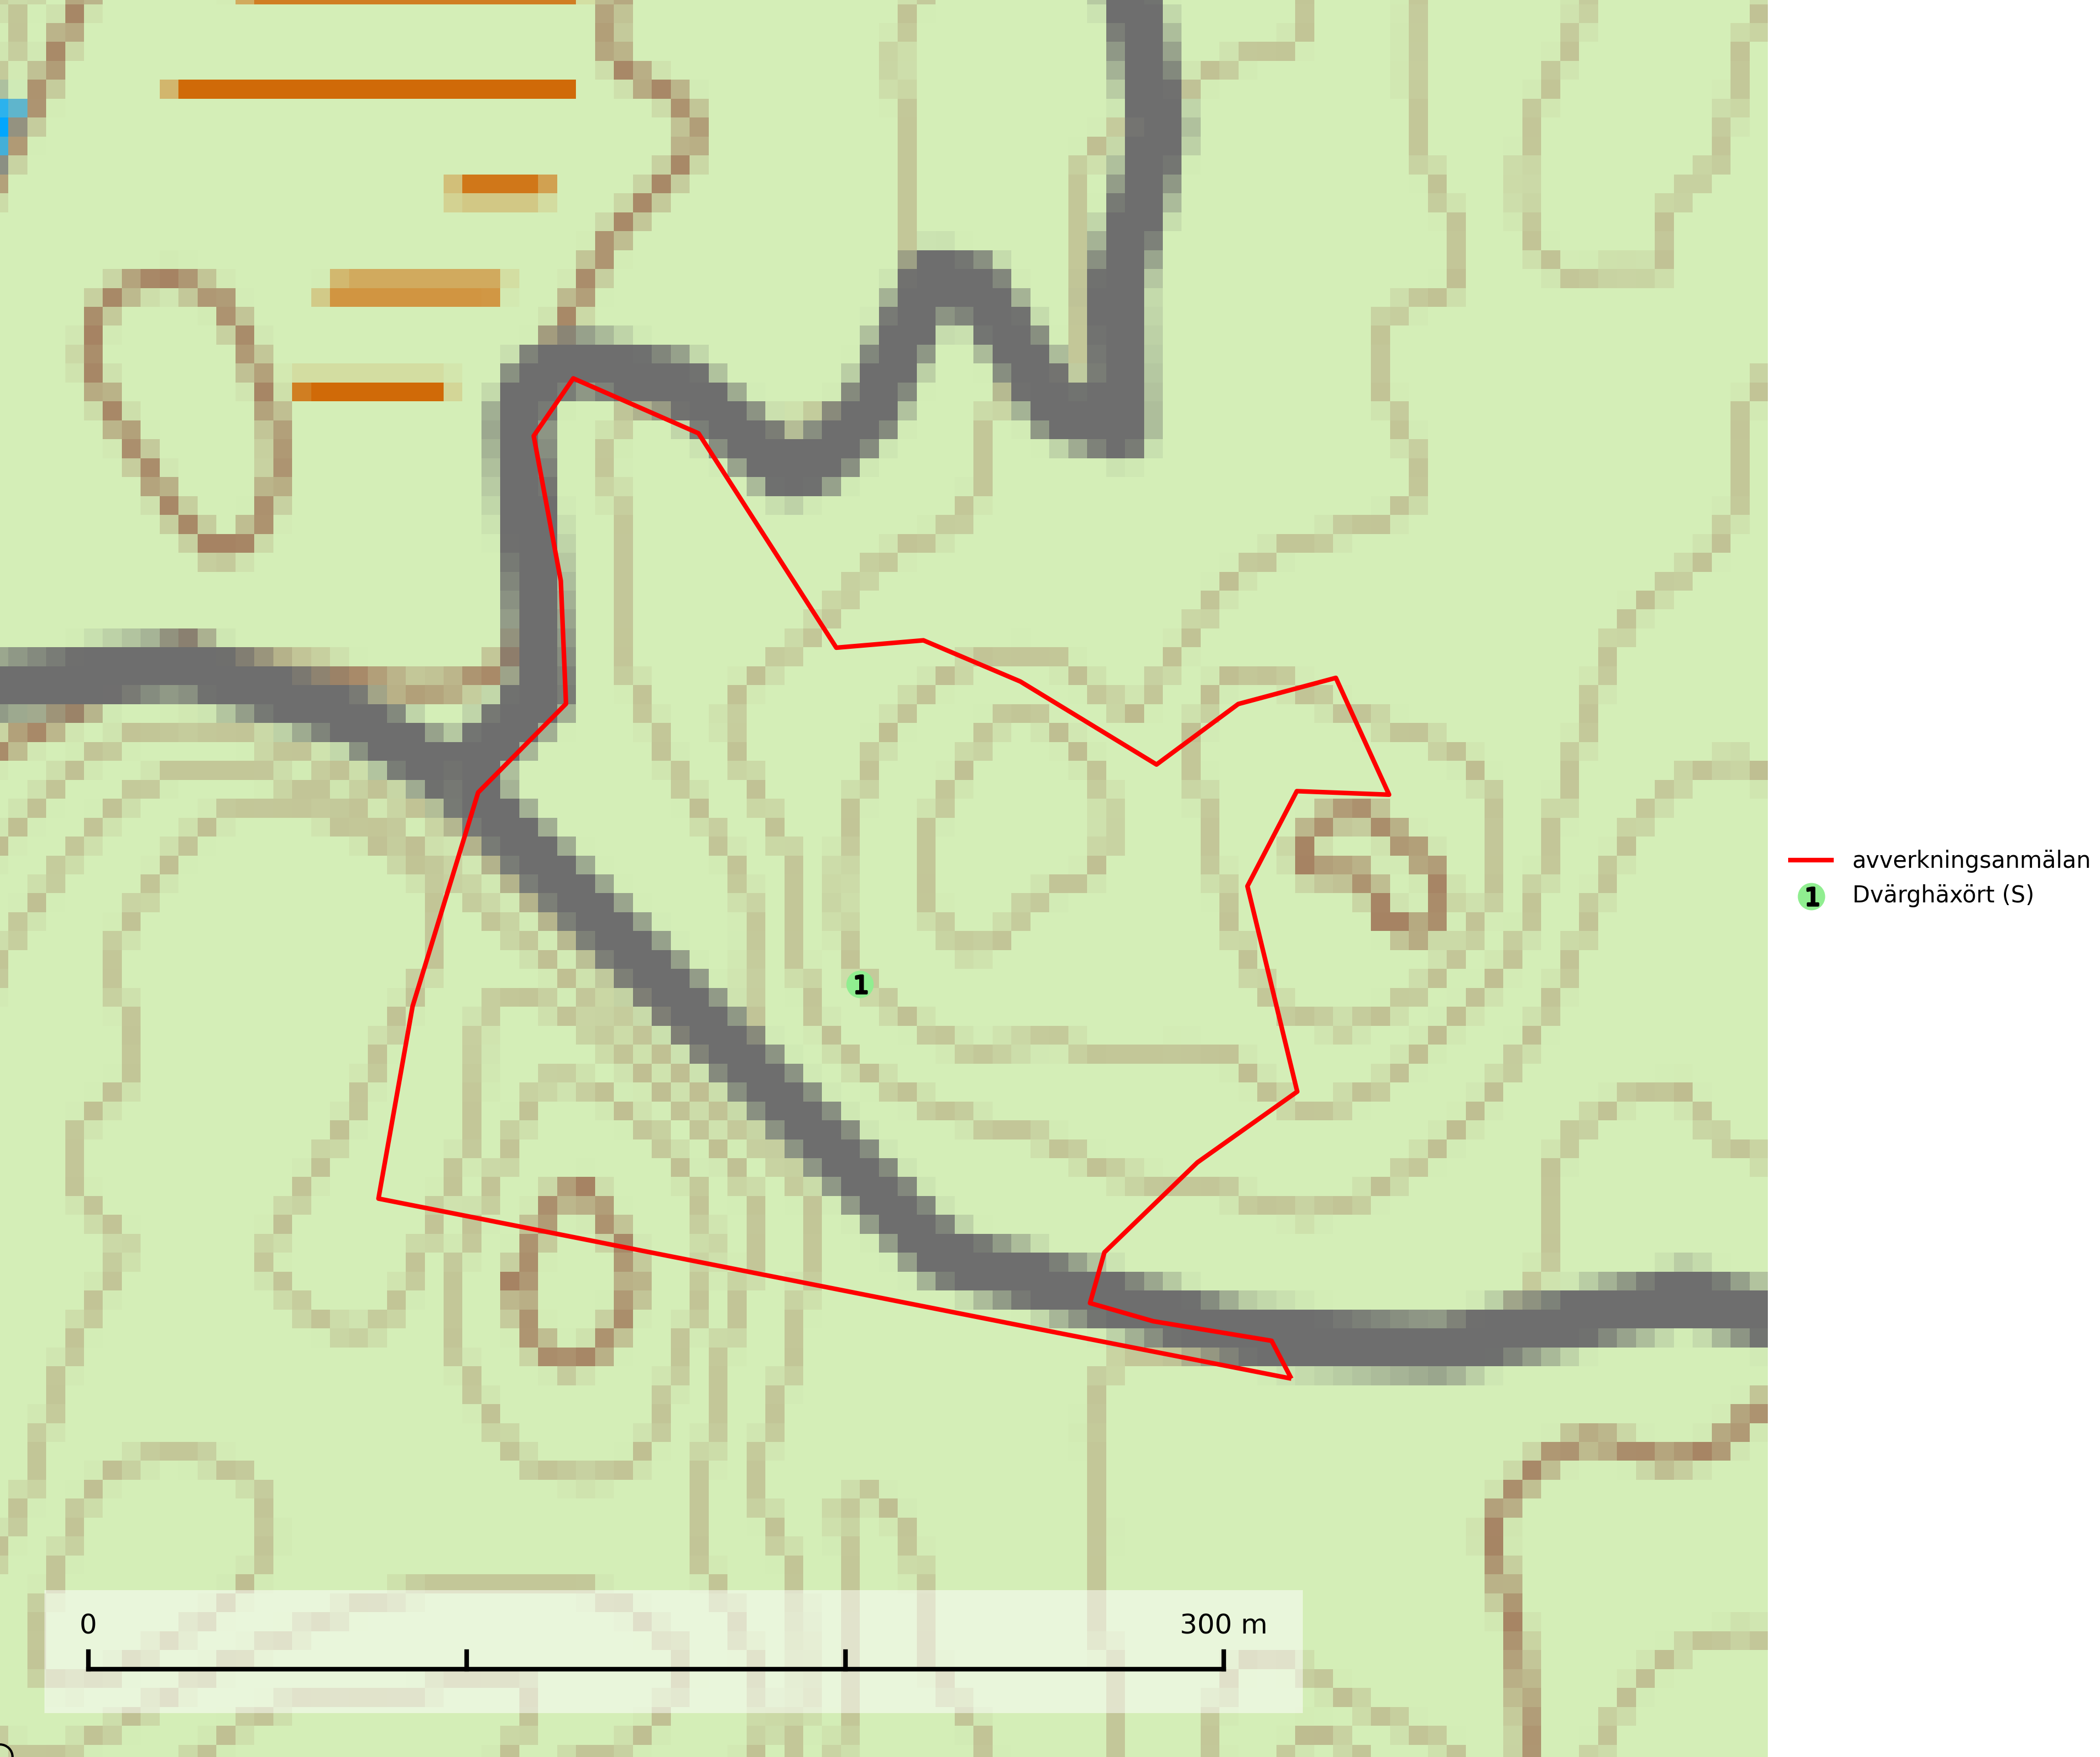 avverkningsanmälan
1 Dvärghäxört (S)
1
0 300 m